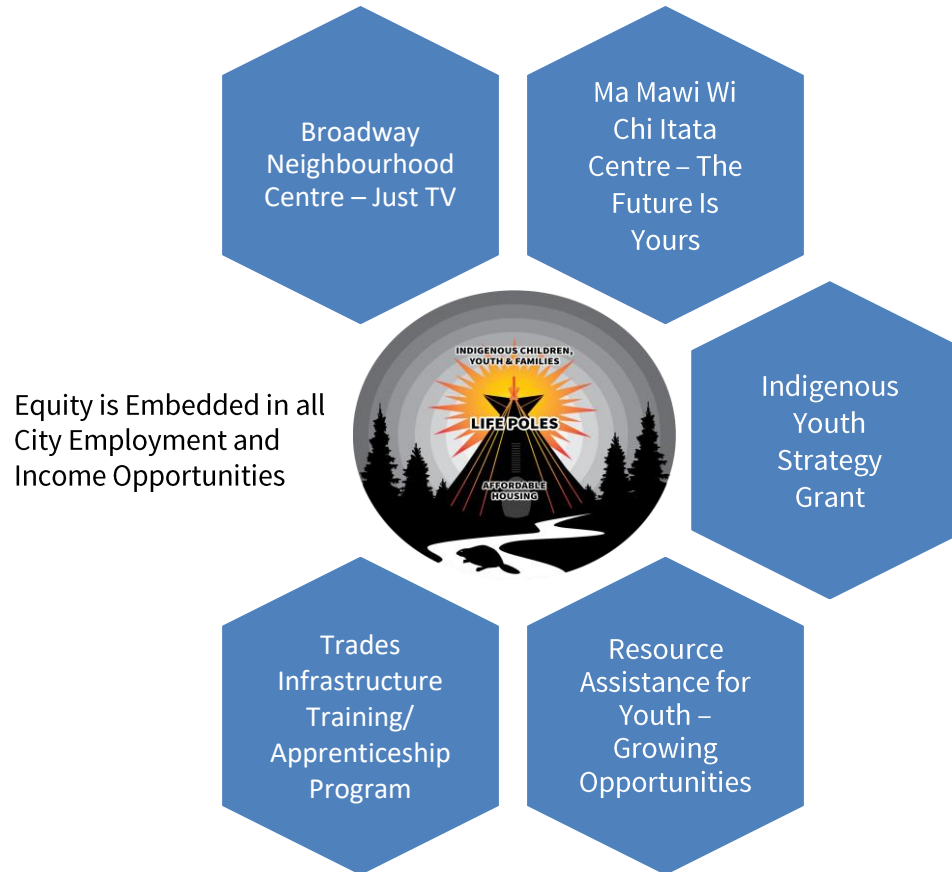 Broadway
Neighbourhood
Centre – Just TV
Ma Mawi Wi
Chi Itata
Centre – The
Future Is
Yours
Indigenous
Youth
Strategy
Grant
Equity is Embedded in all
City Employment and
Income Opportunities
INDIGENOUS CHILDREN,
YOUTH & FAMILIES
LIFE POLES
AFFORDABLE
HOUSING
Trades
Infrastructure
Training/
Apprenticeship
Program
Resource
Assistance for
Youth –
Growing
Opportunities